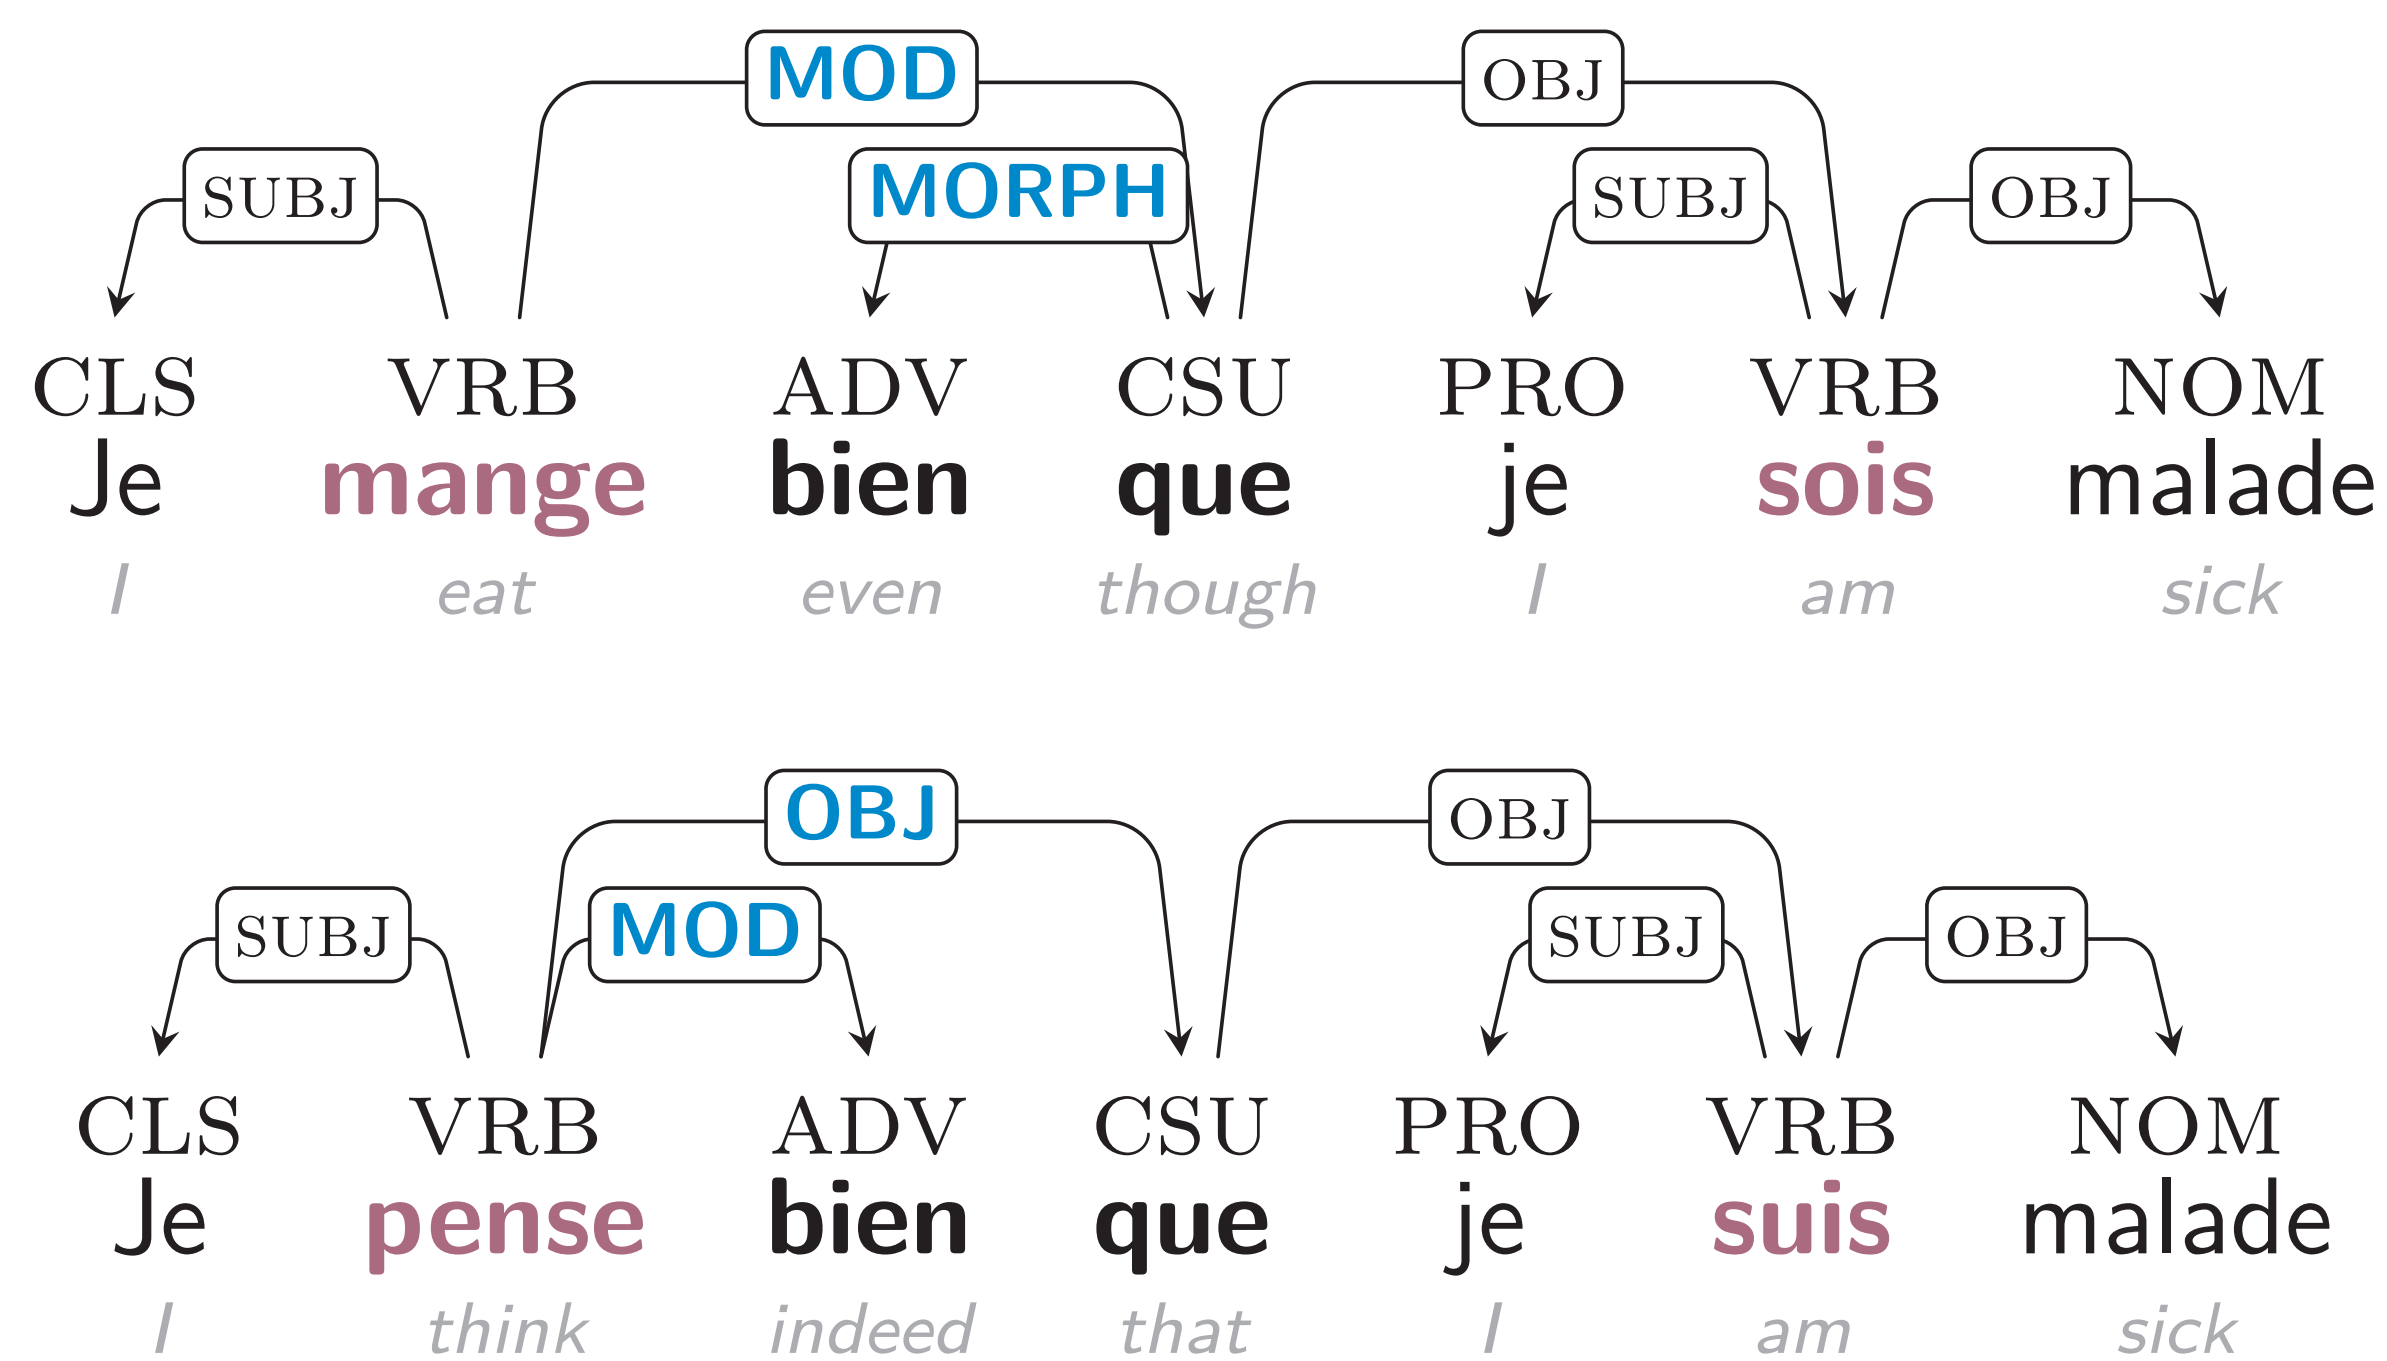 MOD OBJ
SUBJ MORPH SUBJ OBJ
CLS VRB ADV CSU PRO VRB NOM
Je mange bien que je sois malade
I eat even though I am sick
OBJ OBJ
SUBJ MOD SUBJ OBJ
CLS VRB ADV CSU PRO VRB NOM
Je pense bien que je suis malade
I think indeed that I am sick